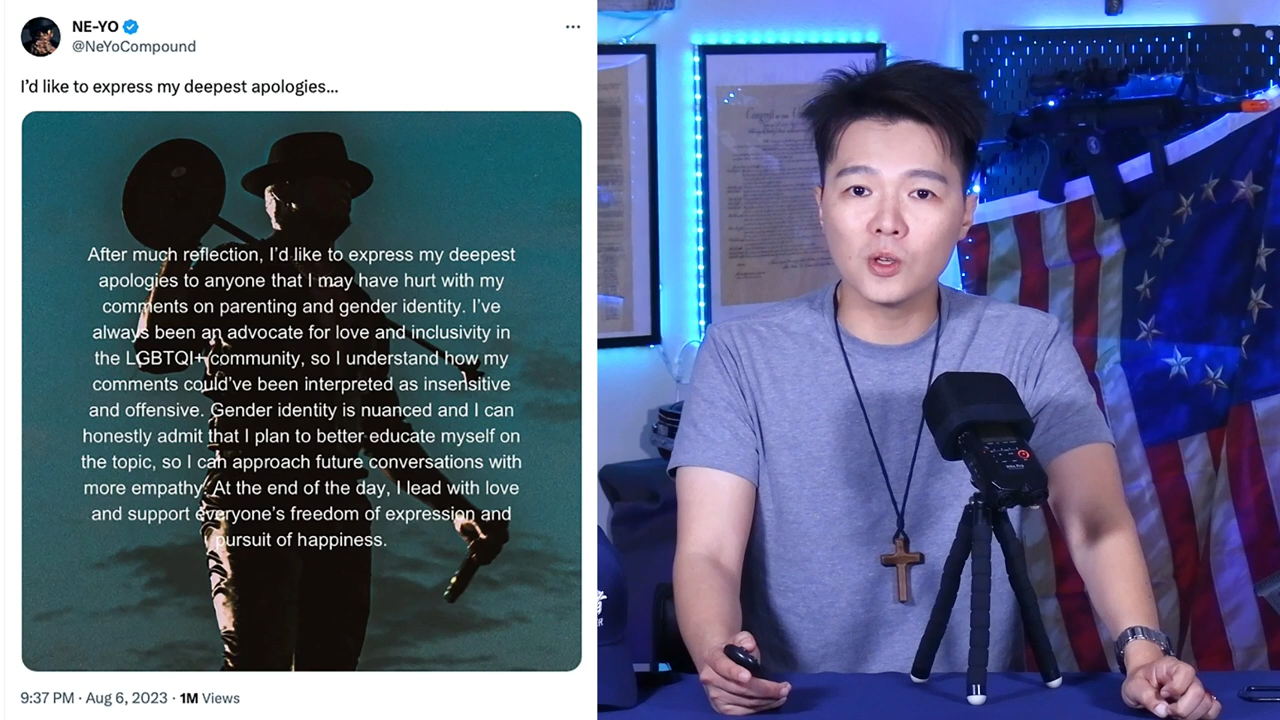 NE-YO
@NeYoCompound
I'd like to express my deepest apologies...
After much reflection, I'd like to express my deepest
apologies to anyone that I may have hurt with my
comments on parenting and gender identity. I've
always been an advocate for love and inclusivity in
the LGBTQI+ community, so I understand how my
comments could've been interpreted as insensitive
and offensive. Gender identity is nuanced and I can
honestly admit that I plan to better educate myself on
the topic, so I can approach future conversations with
more empathy. At the end of the day, I lead with love
and support everyone's freedom of expression and
pursuit of happiness.
9:37 PM · Aug 6, 2023 · 1M Views